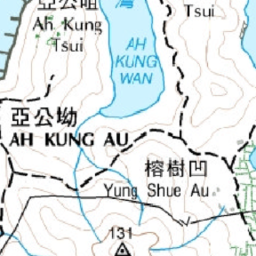 亞公咀
Ah Kung
Tsui
灣
AH
KUNG
WAN
Tsui
亞公坳
AH KUNG AU
榕樹凹
Yung Shue Au
131